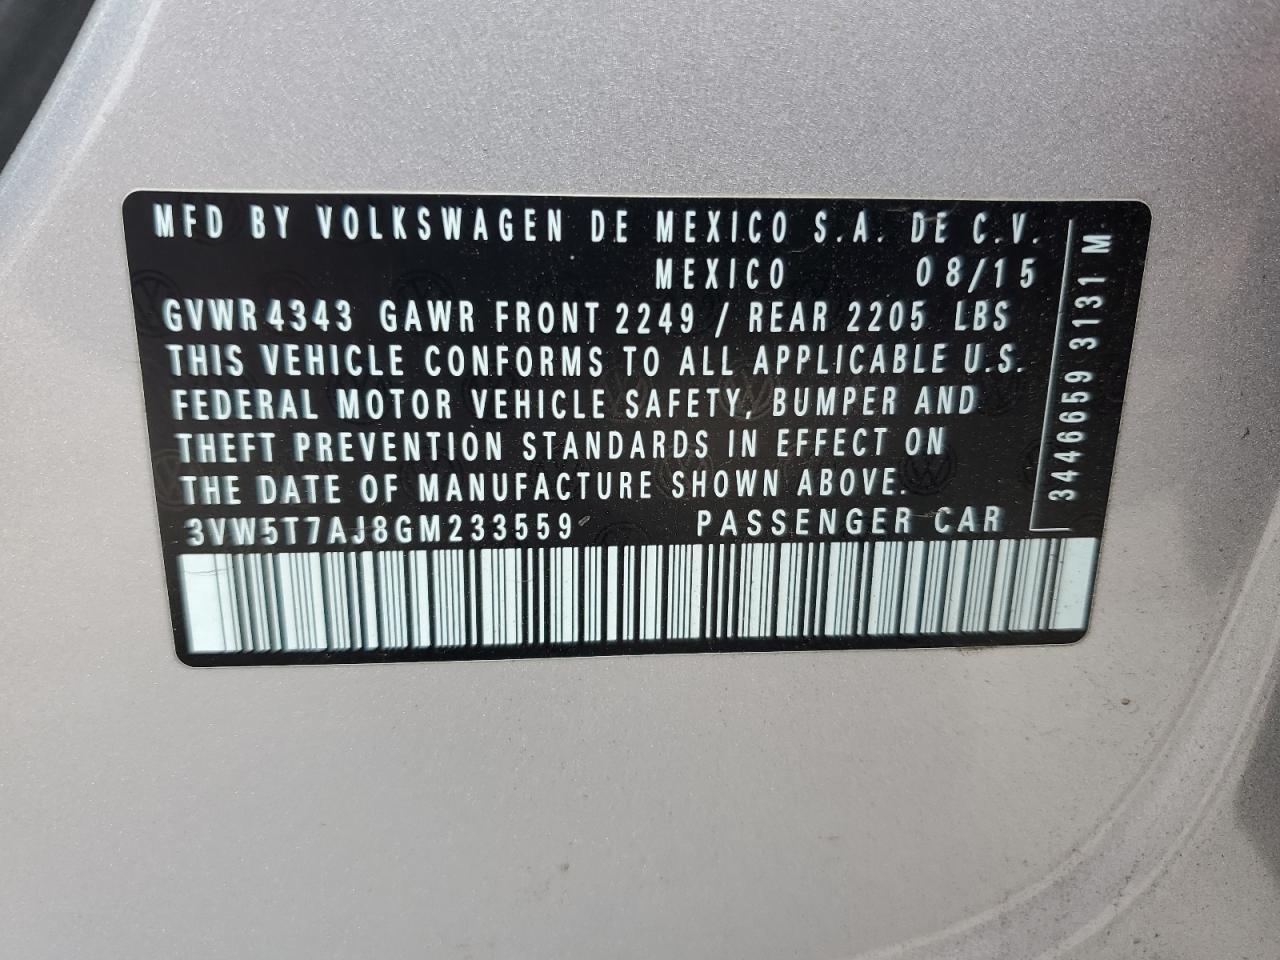 MFD BY VOLKSWAGEN DE MEXICO S.A. DE C.V.
MEXICO 08/15
GVWR 4343 GAWR FRONT 2249 / REAR 2205 LBS
THIS VEHICLE CONFORMS TO ALL APPLICABLE U.S.
FEDERAL MOTOR VEHICLE SAFETY, BUMPER AND
THEFT PREVENTION STANDARDS IN EFFECT ON
THE DATE OF MANUFACTURE SHOWN ABOVE.
3VW5T7AJ8GM233559 PASSENGER CAR
3446659 3131 M